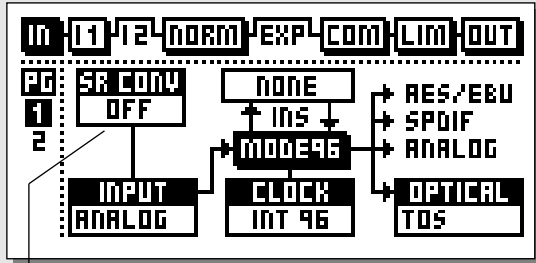 IN I1 I2 NORM EXP COM LIM OUT
PG SR CONV NONE AES/EBU
1 OFF INS SPDIF
2 MODE96 ANALOG
INPUT CLOCK OPTICAL
ANALOG INT 96 TOS